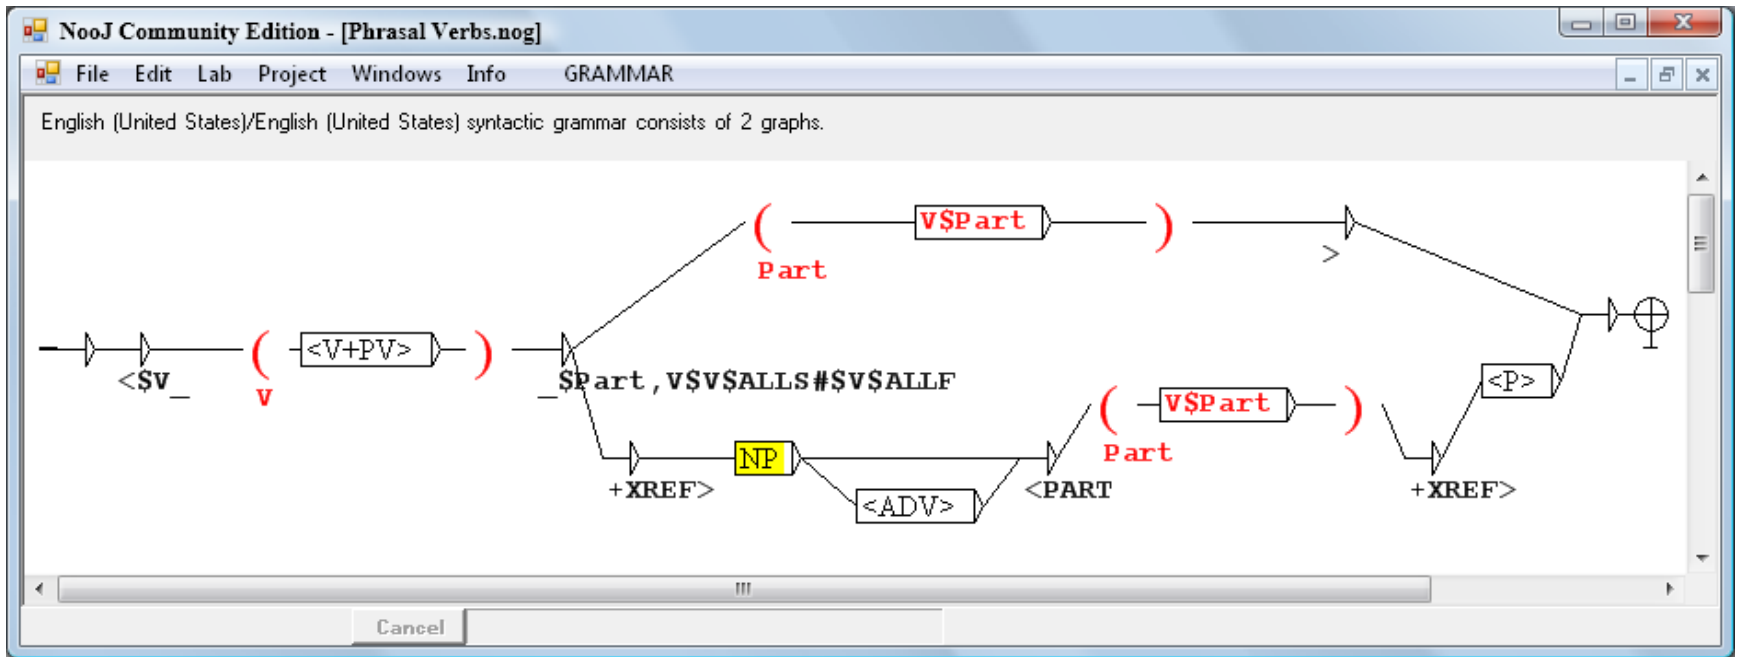 NooJ Community Edition - [Phrasal Verbs.nog]
File Edit Lab Project Windows Info GRAMMAR
English (United States)/English (United States) syntactic grammar consists of 2 graphs.
( V$Part )
Part >
( <V+PV> )
<$V_ V _$Part,V$V$ALLS#$V$ALLF
<P>
( V$Part )
Part
NP
+XREF> <PART +XREF>
<ADV>
Cancel